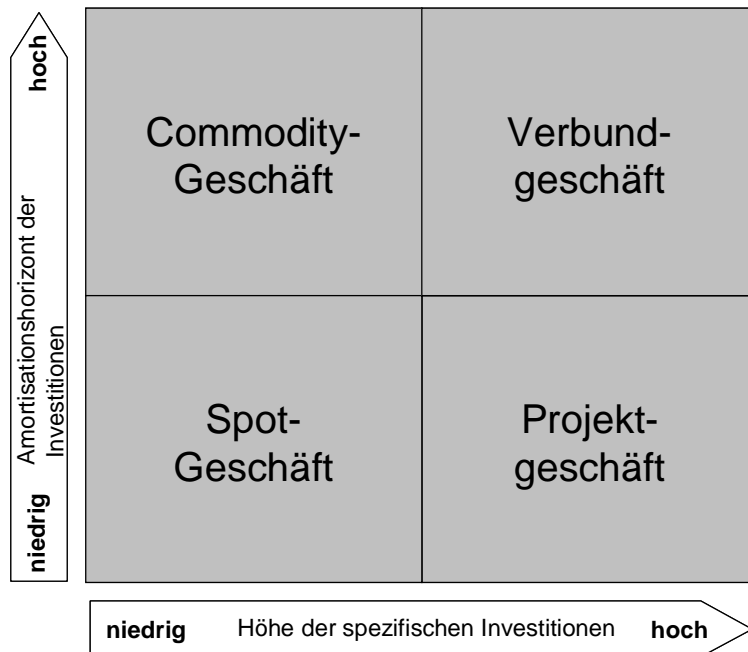 hoch
Amortisationshorizont der
Investitionen
niedrig
Commodity-
Geschäft
Verbund-
geschäft
Spot-
Geschäft
Projekt-
geschäft
niedrig Höhe der spezifischen Investitionen hoch